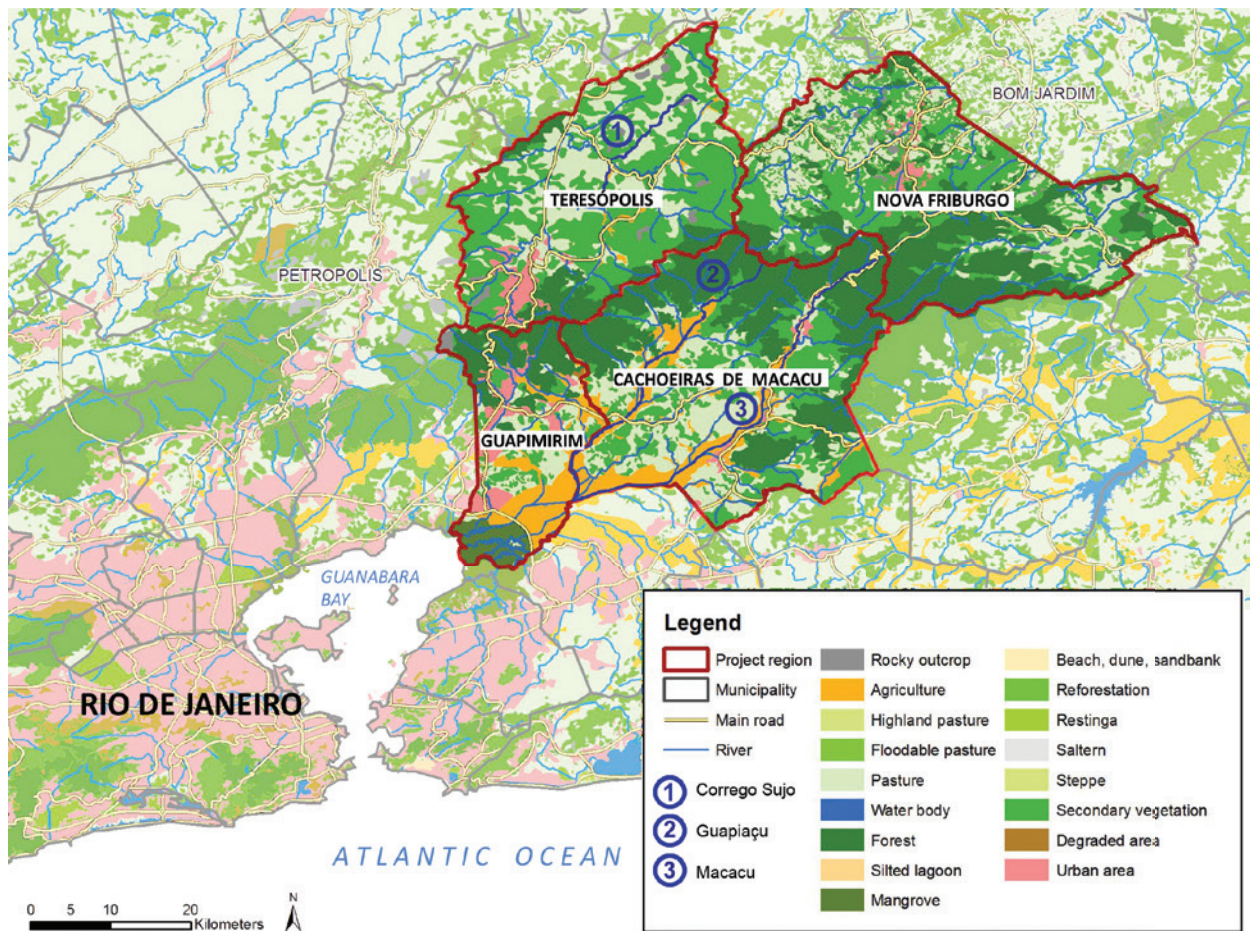 BOM JARDIM
1
TERESÓPOLIS
NOVA FRIBURGO
PETROPOLIS
2
CACHOEIRAS DE MACACU
3
GUAPIMIRIM
GUANABARA
BAY
RIO DE JANEIRO
ATLANTIC OCEAN
0 5 10 20
Kilometers
N
Legend
Project region
Municipality
Main road
River
1 Corrego Sujo
2 Guapiaçu
3 Macacu
Rocky outcrop
Agriculture
Highland pasture
Floodable pasture
Pasture
Water body
Forest
Silted lagoon
Mangrove
Beach, dune, sandbank
Reforestation
Restinga
Saltern
Steppe
Secondary vegetation
Degraded area
Urban area